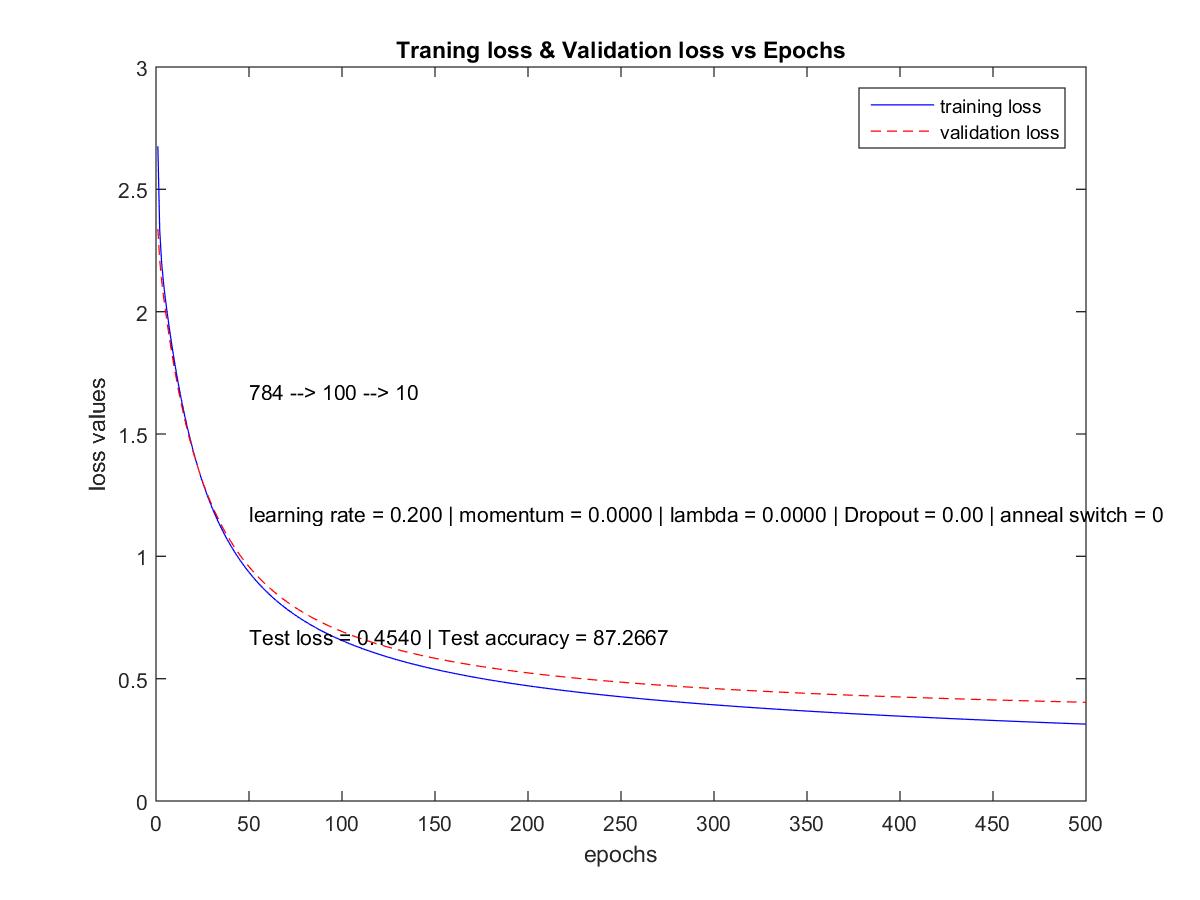 Traning loss & Validation loss vs Epochs
3
2.5
2
1.5
1
0.5
0
loss values
training loss
validation loss
784 --> 100 --> 10
learning rate = 0.200 | momentum = 0.0000 | lambda = 0.0000 | Dropout = 0.00 | anneal switch = 0
Test loss = 0.4540 | Test accuracy = 87.2667
0 50 100 150 200 250 300 350 400 450 500
epochs